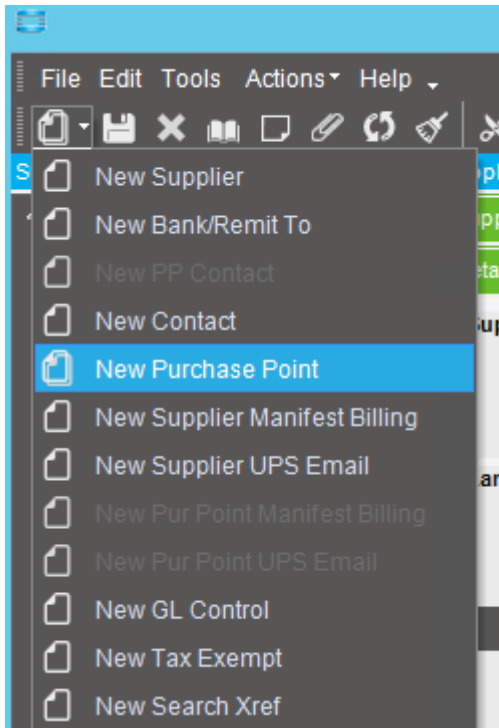 File Edit Tools Actions Help
New Supplier
New Bank/Remit To
New PP Contact
New Contact
New Purchase Point
New Supplier Manifest Billing
New Supplier UPS Email
New Pur Point Manifest Billing
New Pur Point UPS Email
New GL Control
New Tax Exempt
New Search Xref